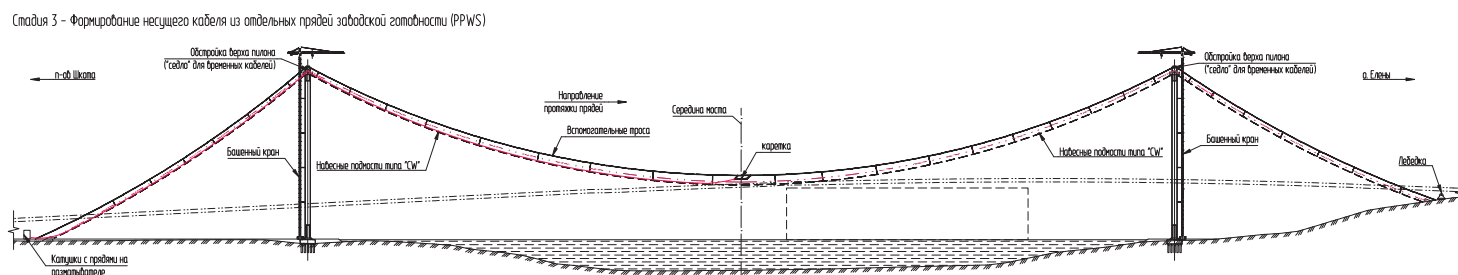 Стадия 3 - Формирование несущего кабеля из отдельных прядей заводской готовности (PPWS)
Обстройка верха пилона
("седло" для временных кабелей)
Обстройка верха пилона
("седло" для временных кабелей)
п-ов Шкота
о. Елены
Направление
протяжки прядей
Середина моста
Вспомогательные троса
каретка
Башенный кран
Навесные подмости типа "CW"
Навесные подмости типа "CW"
Башенный кран
Лебедка
Катушки с прядями на
разматывателе